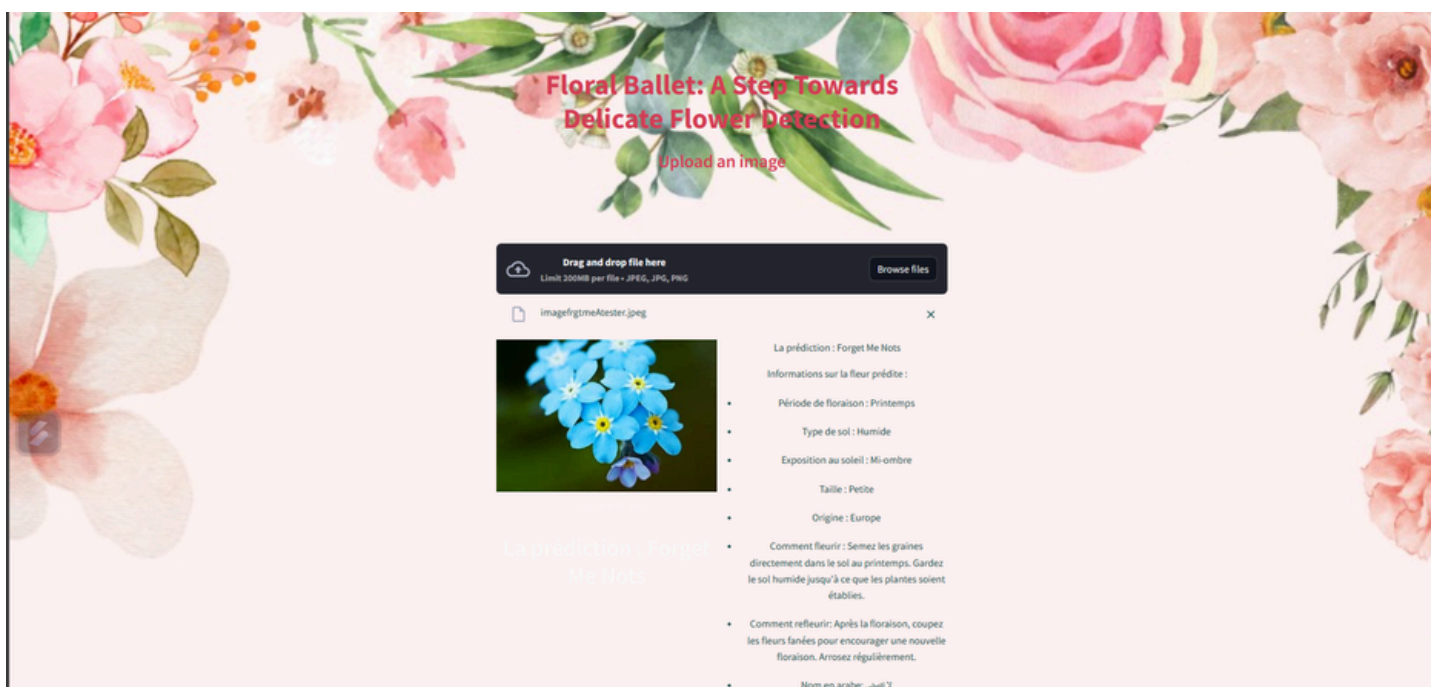 Floral Ballet: A Step Towards
Delicate Flower Detection
Upload an image
Drag and drop file here
Limit 200MB per file • JPEG, JPG, PNG
Browse files
imagefrgtmeAtester.jpeg
La prédiction : Forget Me Nots
Informations sur la fleur prédite :
• Période de floraison : Printemps
• Type de sol : Humide
• Exposition au soleil : Mi-ombre
• Taille : Petite
• Origine : Europe
• Comment fleurir : Semez les graines
directement dans le sol au printemps. Gardez
le sol humide jusqu'à ce que les plantes soient
établies.
• Comment refleurir: Après la floraison, coupez
les fleurs fanées pour encourager une nouvelle
floraison. Arrosez régulièrement.
• Nom en arabe:
La prédiction : Forget
Me Nots